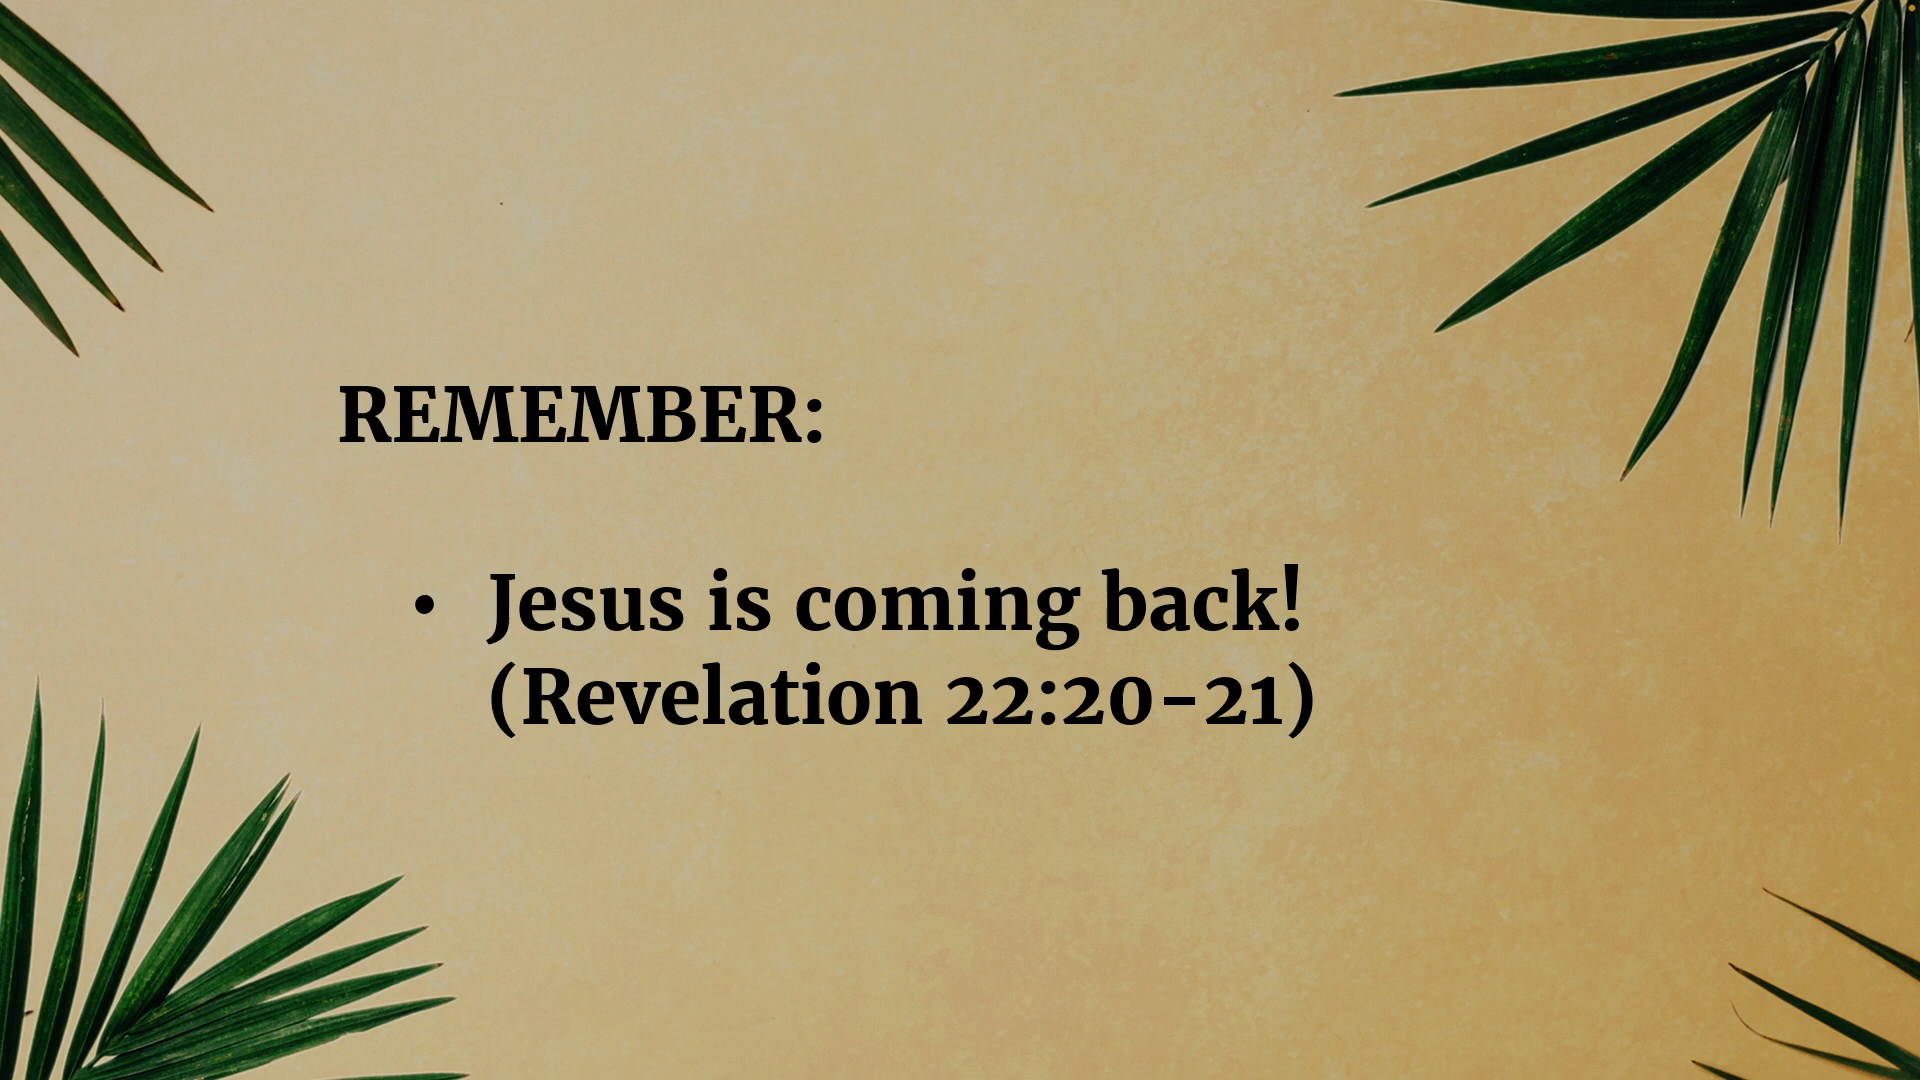 REMEMBER:
• Jesus is coming back!
(Revelation 22:20-21)